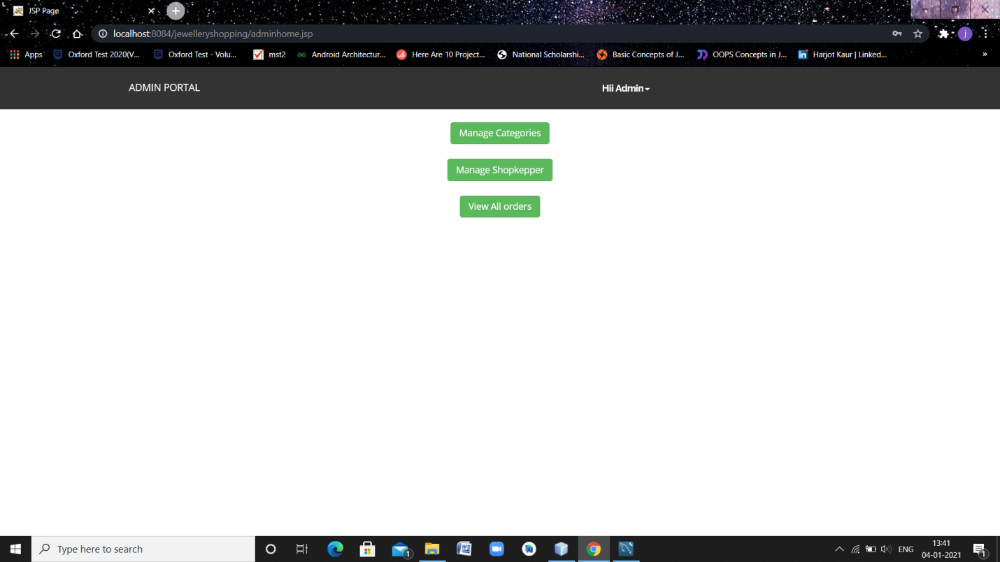 JSP Page
localhost:8084/jewelleryshopping/adminhome.jsp
j
Apps Oxford Test 2020(V... Oxford Test - Volu... mst2 Android Architectur... Here Are 10 Project... National Scholarshi... Basic Concepts of J... OOPS Concepts in J... Harjot Kaur | Linked... »
ADMIN PORTAL Hii Admin
Manage Categories
Manage Shopkepper
View All orders
Type here to search 1 ENG 13:41 1
04-01-2021